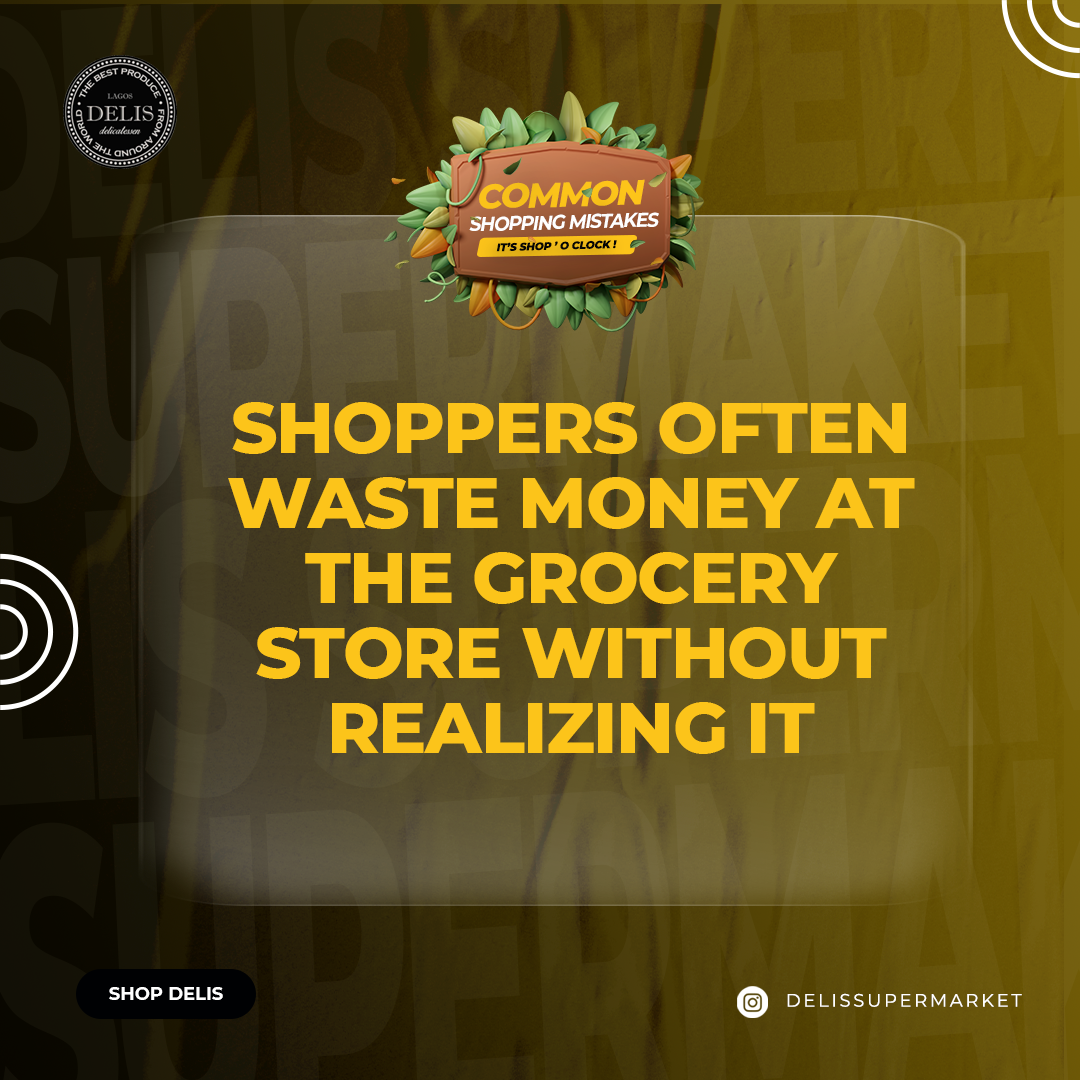 THE BEST PRODUCE
LAGOS
DELIS
delicatessen
FROM AROUND THE WORLD
COMMON
SHOPPING MISTAKES
IT'S SHOP ' O CLOCK !
SHOPPERS OFTEN
WASTE MONEY AT
THE GROCERY
STORE WITHOUT
REALIZING IT
SHOP DELIS
DELISSUPERMARKET